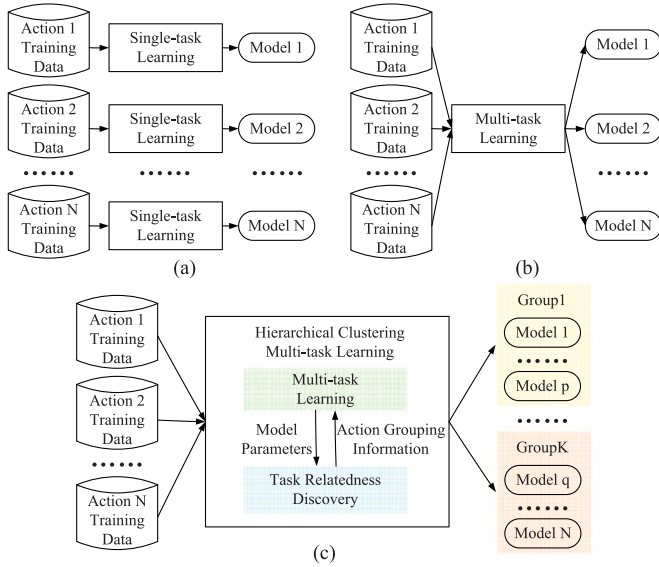 Action 1
Training
Data
Single-task
Learning
Model 1
Action 2
Training
Data
Single-task
Learning
Model 2
......
......
......
Action N
Training
Data
Single-task
Learning
Model N
(a)
Action 1
Training
Data
Action 2
Training
Data
......
Action N
Training
Data
Multi-task
Learning
Model 1
Model 2
......
Model N
(b)
Action 1
Training
Data
Action 2
Training
Data
......
Action N
Training
Data
Hierarchical Clustering
Multi-task Learning
Multi-task
Learning
Model
Parameters
Action Grouping
Information
Task Relatedness
Discovery
Group1
Model 1
......
Model p
......
GroupK
Model q
......
Model N
(c)